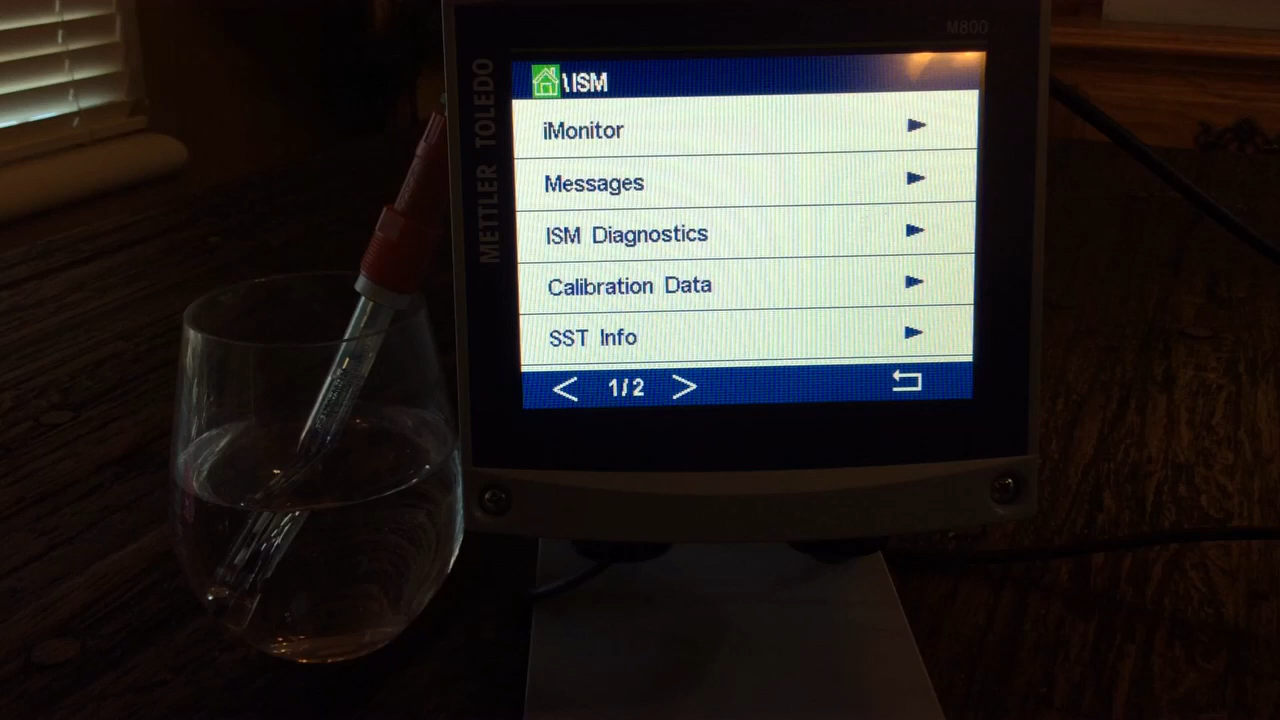 M800
METTLER TOLEDO
\ISM
iMonitor
Messages
ISM Diagnostics
Calibration Data
SST Info
< 1/2 >